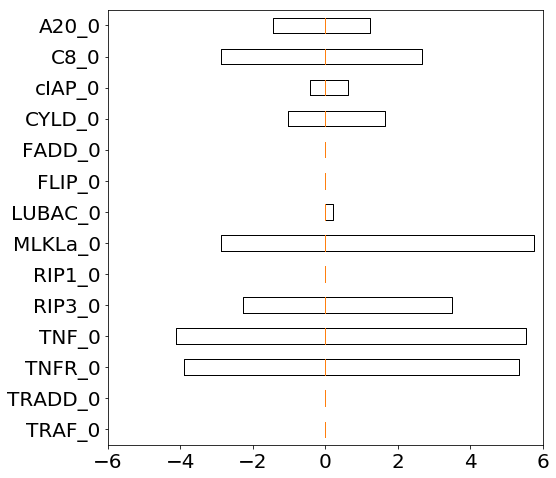 A20_0
C8_0
cIAP_0
CYLD_0
FADD_0
FLIP_0
LUBAC_0
MLKLa_0
RIP1_0
RIP3_0
TNF_0
TNFR_0
TRADD_0
TRAF_0
−6 −4 −2 0 2 4 6